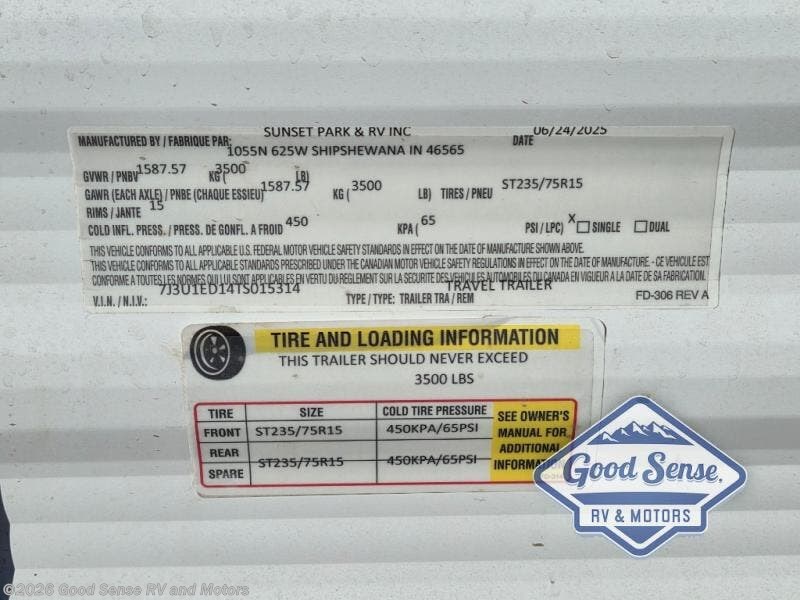 SUNSET PARK & RV INC 06/24/2025
MANUFACTURED BY / FABRIQUE PAR: 1055N 625W SHIPSHEWANA IN 46565 DATE
GVWR / PNBV 1587.57 KG ( 3500 LB)
GAWR (EACH AXLE) / PNBE (CHAQUE ESSIEU) 1587.57 KG ( 3500 LB) TIRES / PNEU ST235/75R15
RIMS / JANTE 15
COLD INFL. PRESS. / PRESS. DE GONFL. A FROID 450 KPA ( 65 PSI / LPC) X SINGLE DUAL
THIS VEHICLE CONFORMS TO ALL APPLICABLE U.S. FEDERAL MOTOR VEHICLE SAFETY STANDARDS IN EFFECT ON THE DATE OF MANUFACTURE SHOWN ABOVE.
THIS VEHICLE CONFORMS TO ALL APPLICABLE STANDARDS PRESCRIBED UNDER THE CANADIAN MOTOR VEHICLE SAFETY REGULATIONS IN EFFECT ON THE DATE OF MANUFACTURE. - CE VEHICULE EST
CONFORME A TOUTES LES NORMES QUI LUI SONT APPLICABLES EN VERTU DU REGLEMENT SUR LA SECURITE DES VEHICULES AUTOMOBILES DU CANADA EN VIGUEUR A LA DATE DE SA FABRICATION.
V.I.N. / N.I.V.: 7J3U1ED14TS015314 TYPE / TYPE: TRAILER TRA / REM TRAVEL TRAILER FD-306 REV A
TIRE AND LOADING INFORMATION
THIS TRAILER SHOULD NEVER EXCEED
3500 LBS
TIRE SIZE COLD TIRE PRESSURE SEE OWNER'S
FRONT ST235/75R15 450KPA/65PSI MANUAL FOR
REAR ADDITIONAL
SPARE ST235/75R15 450KPA/65PSI
Good Sense
RV & MOTORS
©2026 Good Sense RV and Motors